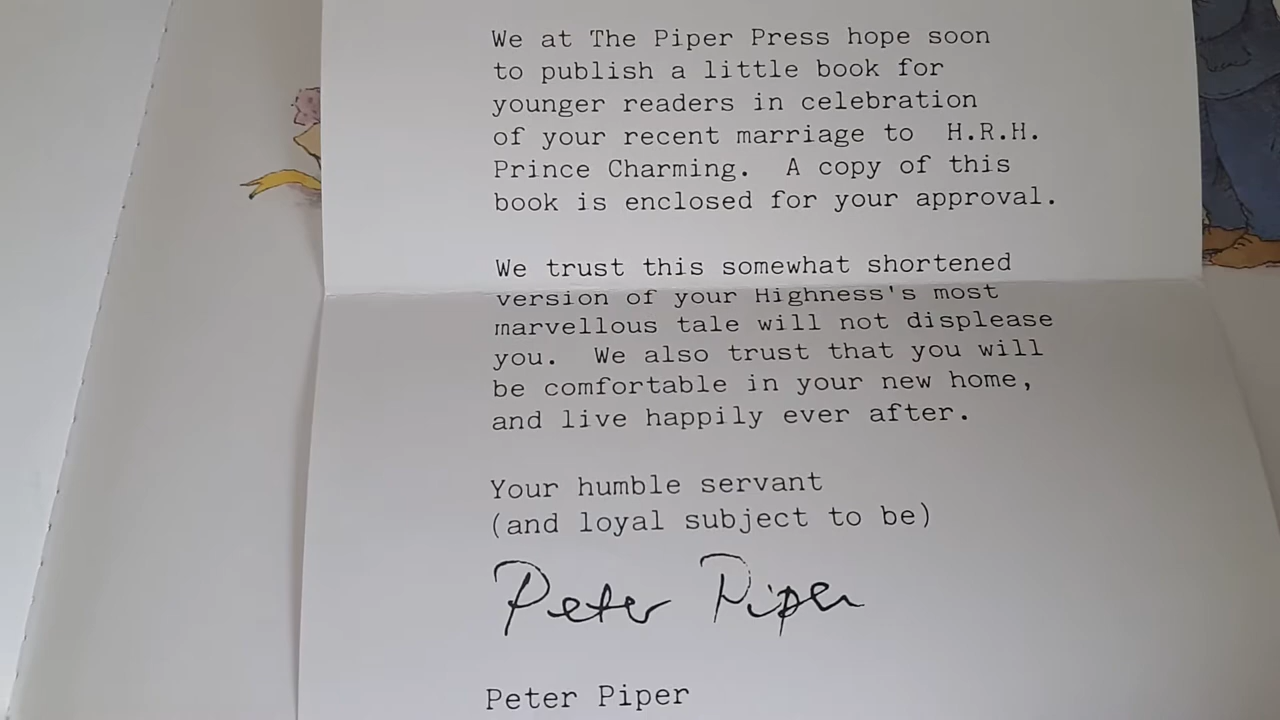 We at The Piper Press hope soon
to publish a little book for
younger readers in celebration
of your recent marriage to H.R.H.
Prince Charming. A copy of this
book is enclosed for your approval.
We trust this somewhat shortened
version of your Highness's most
marvellous tale will not displease
you. We also trust that you will
be comfortable in your new home,
and live happily ever after.
Your humble servant
(and loyal subject to be)
Peter Piper
Peter Piper